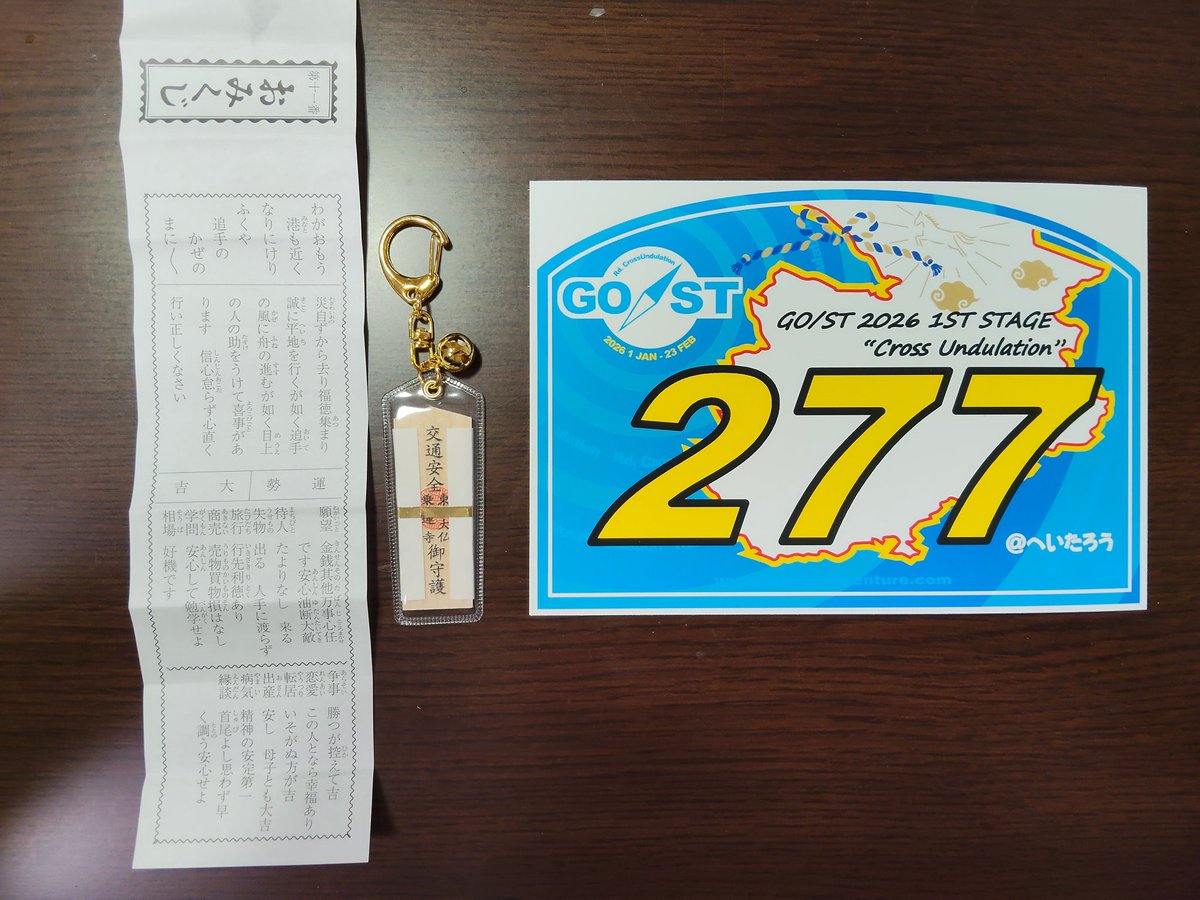 第十一番
おみくじ
わがおもう
港も近く
なりにけり
ふくや
追手の
かぜの
まに〱
災自ずから去り福徳集まり
誠に平地を行くが如く追手
の風に舟の進むが如く目上
の人の助をうけて喜事があ
ります 信心怠らず心直く
行い正しくなさい
運勢 大吉
願望 金銭其他万事心任
です安心油断大敵
待人 たよりなし 来る
失物 出る 人手に渡らず
旅行 行先利徳あり
商売 売物買物損はなし
学問 安心して勉学せよ
相場 好機です
争事 勝つが控えて吉
恋愛 この人となら幸福あり
転居 いそがぬ方が吉
出産 安し 母子とも大吉
病気 精神の安定第一
縁談 首尾よし思わず早
く調う安心せよ
交通安全御守護
東京大仏
乗蓮寺
Rd. CrossUndulation
GO/ST
2026 1 JAN - 23 FEB
GO/ST 2026 1ST STAGE
“Cross Undulation”
277
@へいたろう